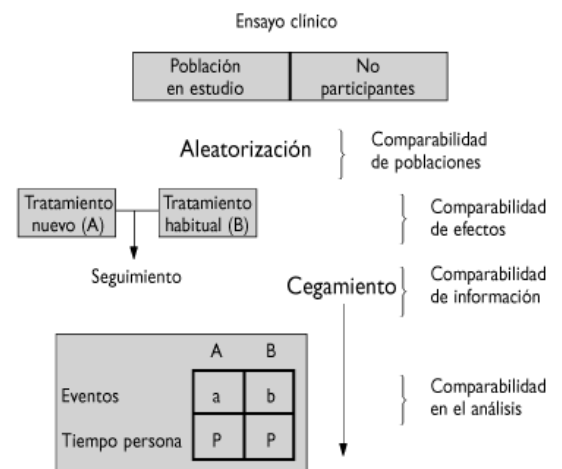 Ensayo clínico
Población
en estudio
No
participantes
Aleatorización
Comparabilidad
de poblaciones
Tratamiento
nuevo (A)
Tratamiento
habitual (B)
Comparabilidad
de efectos
Seguimiento
Cegamiento
Comparabilidad
de información
A B
Eventos a b
Tiempo persona P P
Comparabilidad
en el análisis